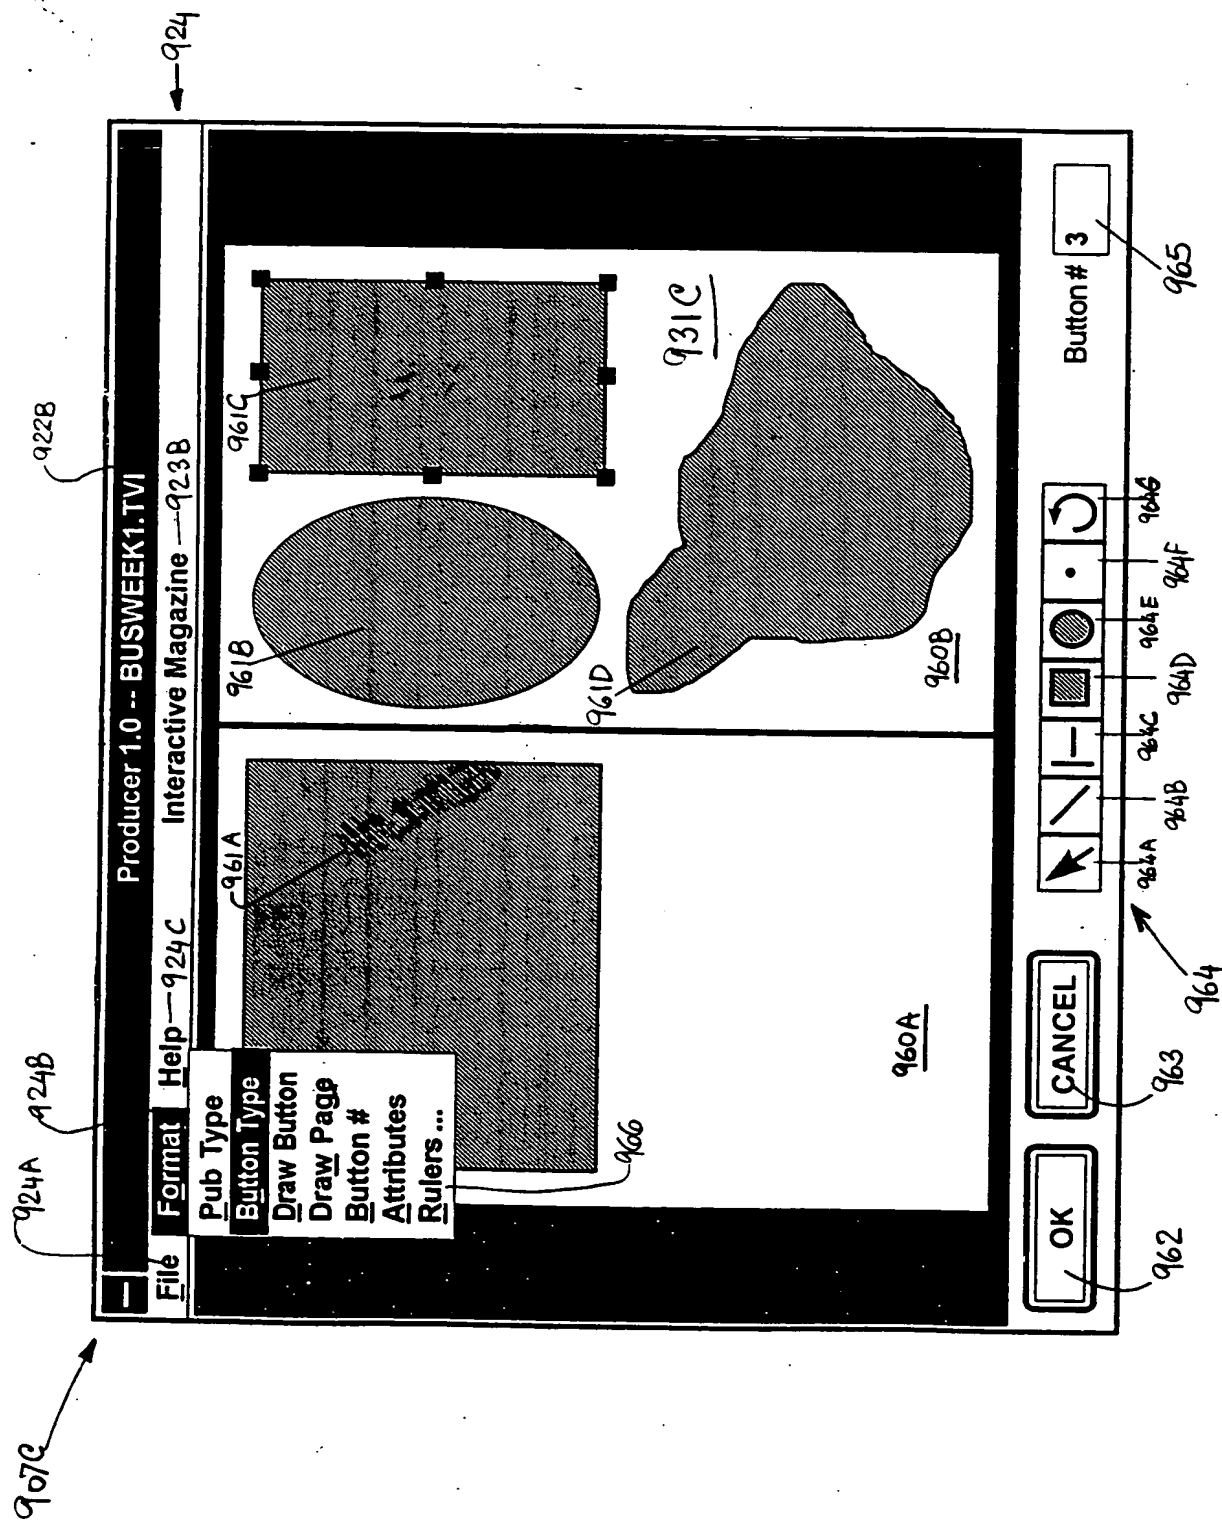 907C
924A
924B
922B
924
Producer 1.0 -- BUSWEEK1.TVI
File Format Help 924C Interactive Magazine 923B
Pub Type
Button Type
Draw Button
Draw Page
Button #
Attributes
Rulers ...
966
961A
961B
961C
961D
931C
960A
960B
OK
CANCEL
Button # 3
962
963
964
964A
964B
964C
964D
964E
964F
964G
965